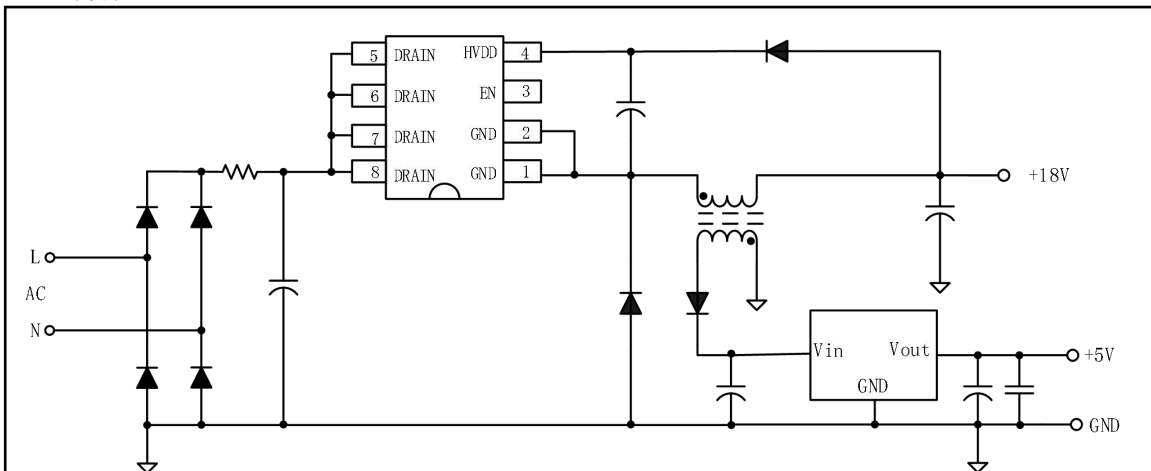 5 DRAIN HVDD 4
6 DRAIN EN 3
7 DRAIN GND 2
8 DRAIN GND 1
+18V
L
AC
N
Vin Vout
GND
+5V
GND